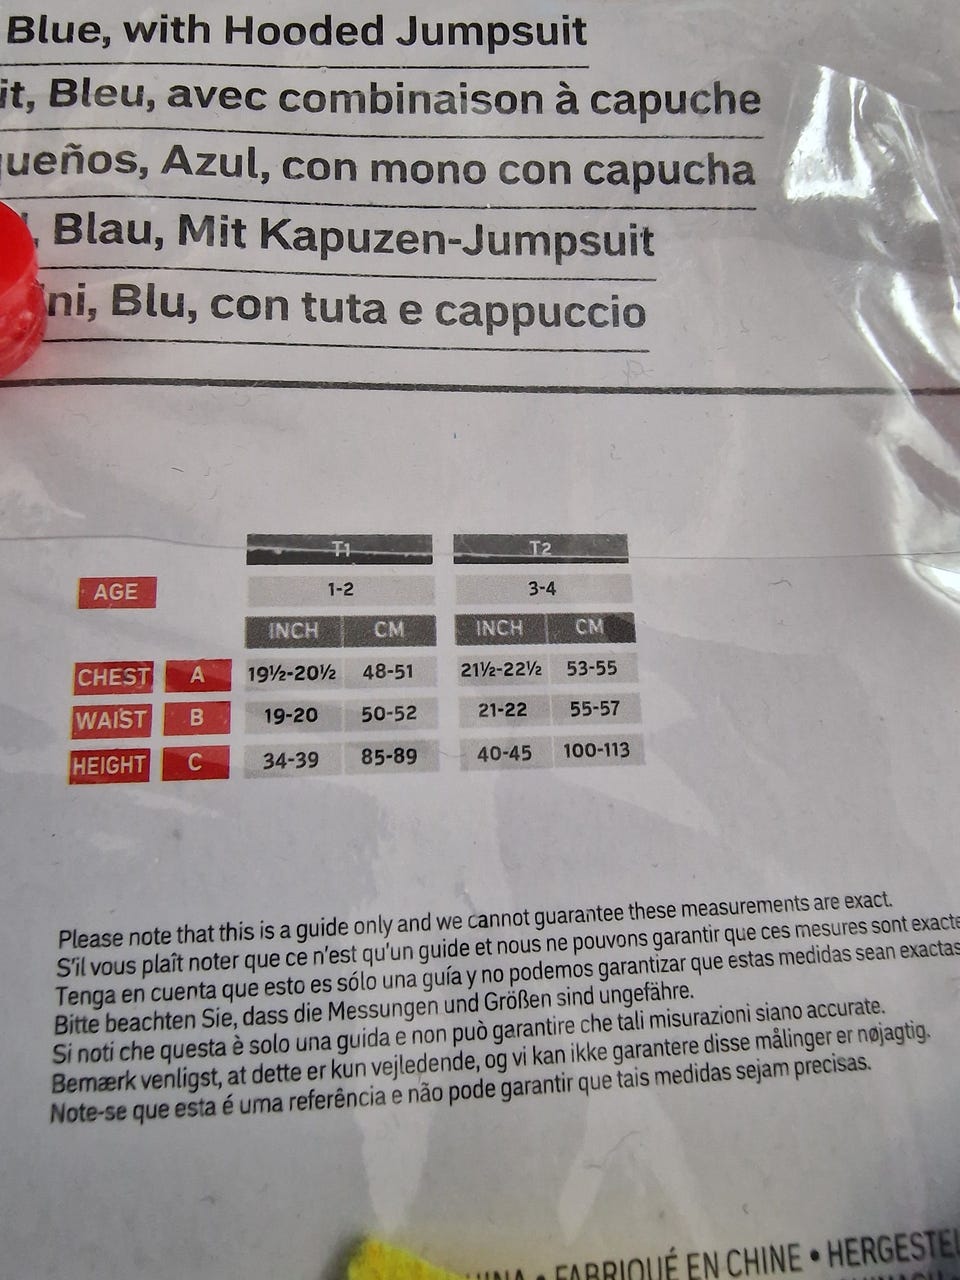 Blue, with Hooded Jumpsuit
it, Bleu, avec combinaison à capuche
queños, Azul, con mono con capucha
, Blau, Mit Kapuzen-Jumpsuit
ni, Blu, con tuta e cappuccio
T1 T2
AGE 1-2 3-4
INCH CM INCH CM
CHEST A 19½-20½ 48-51 21½-22½ 53-55
WAIST B 19-20 50-52 21-22 55-57
HEIGHT C 34-39 85-89 40-45 100-113
Please note that this is a guide only and we cannot guarantee these measurements are exact.
S'il vous plaît noter que ce n'est qu'un guide et nous ne pouvons garantir que ces mesures sont exacte
Tenga en cuenta que esto es sólo una guía y no podemos garantizar que estas medidas sean exactas
Bitte beachten Sie, dass die Messungen und Größen sind ungefähre.
Si noti che questa è solo una guida e non può garantire che tali misurazioni siano accurate.
Bemærk venligst, at dette er kun vejledende, og vi kan ikke garantere disse målinger er nøjagtig.
Note-se que esta é uma referência e não pode garantir que tais medidas sejam precisas.
• FABRIQUÉ EN CHINE • HERGESTEL